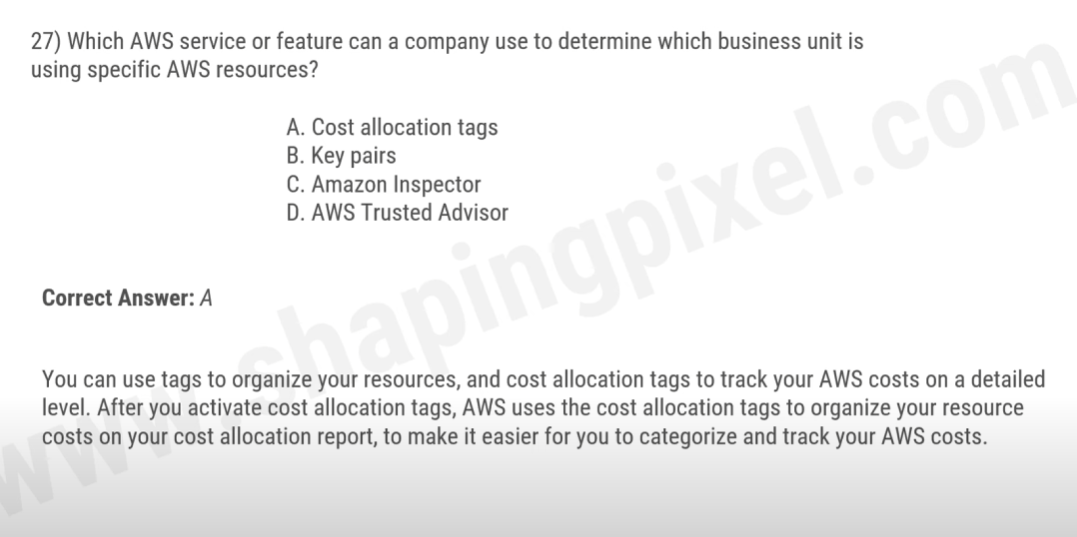 27) Which AWS service or feature can a company use to determine which business unit is
using specific AWS resources?
A. Cost allocation tags
B. Key pairs
C. Amazon Inspector
D. AWS Trusted Advisor
Correct Answer: A
You can use tags to organize your resources, and cost allocation tags to track your AWS costs on a detailed
level. After you activate cost allocation tags, AWS uses the cost allocation tags to organize your resource
costs on your cost allocation report, to make it easier for you to categorize and track your AWS costs.
www.shapingpixel.com